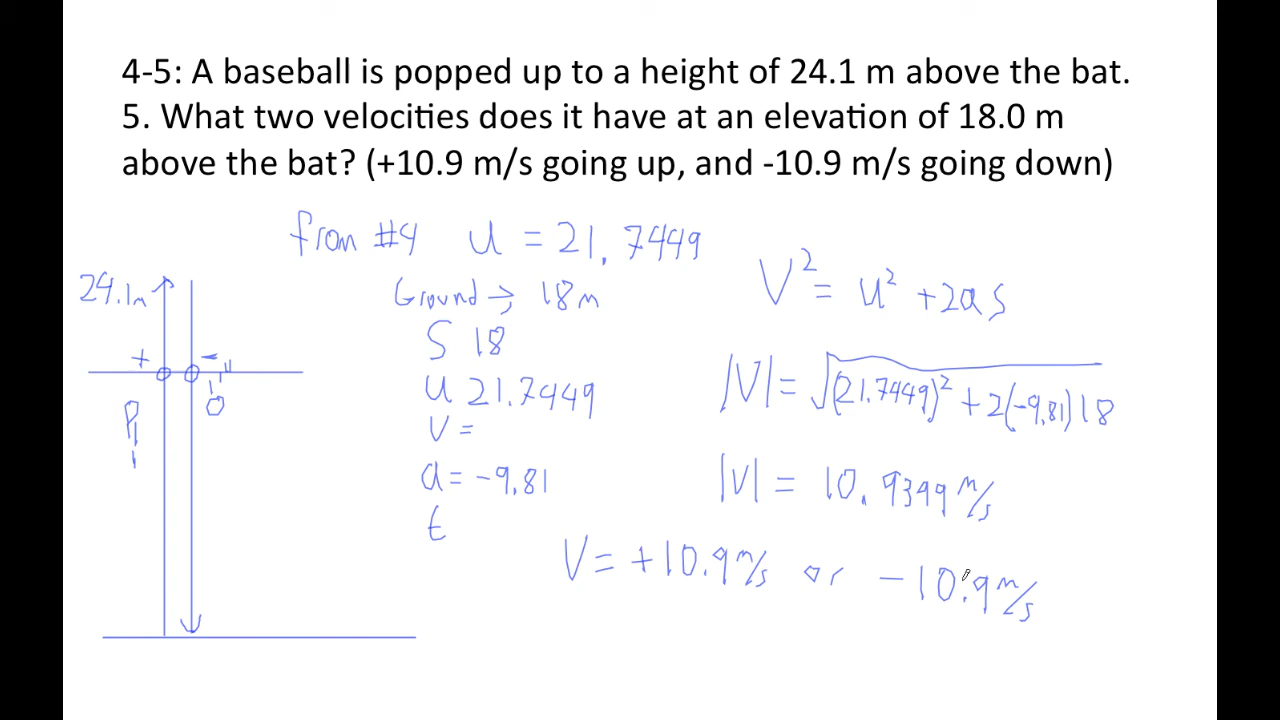 4-5: A baseball is popped up to a height of 24.1 m above the bat.
5. What two velocities does it have at an elevation of 18.0 m
above the bat? (+10.9 m/s going up, and -10.9 m/s going down)
from #4 u = 21.7449
24.1m
Ground → 18m
S 18
u 21.7449
V =
a = -9.81
t
+
V² = u² + 2as
|V| = √(21.7449)² + 2(-9.81)18
|V| = 10.9399 m/s
V = +10.9 m/s or -10.9 m/s